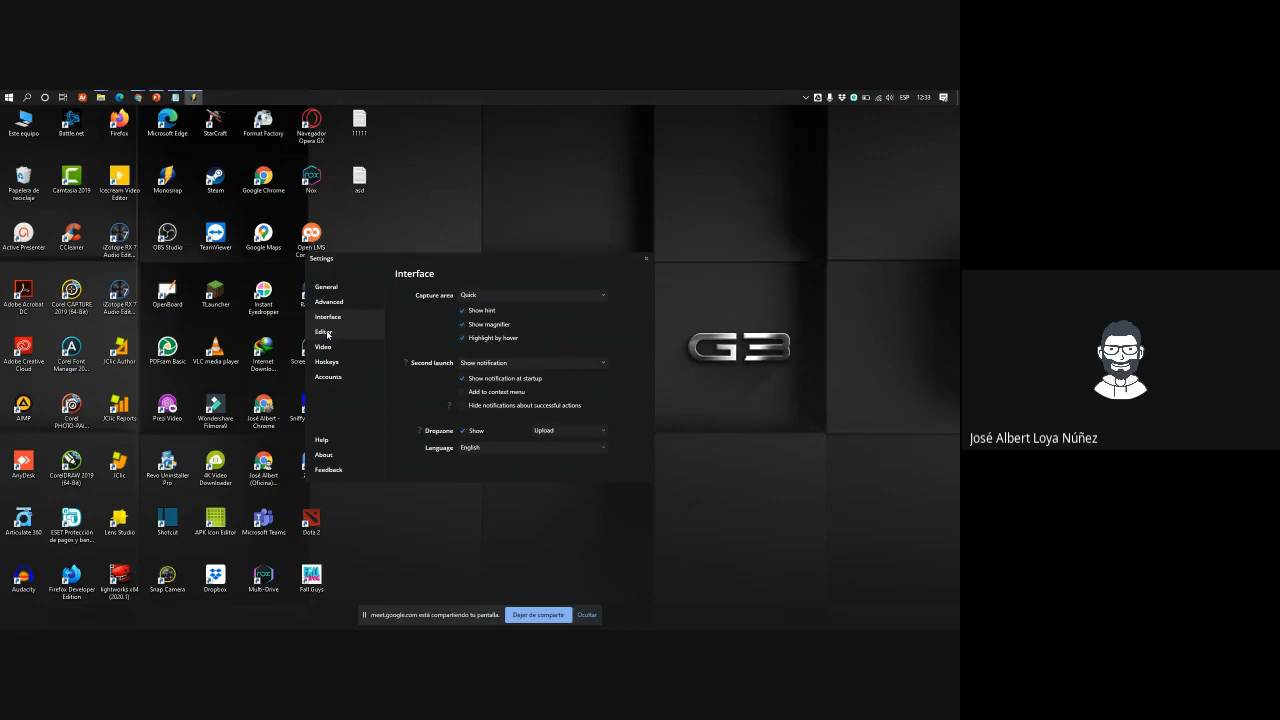 ESP
12:33
Este equipo
Battle.net
Firefox
Microsoft Edge
StarCraft
Format Factory
Navegador
Opera GX
11111
Papelera de
reciclaje
Camtasia 2019
Icecream Video
Editor
Monosnap
Steam
Google Chrome
Nox
asd
Active Presenter
CCleaner
iZotope RX 7
Audio Edit...
OBS Studio
TeamViewer
Google Maps
Open LMS
Adobe Acrobat
DC
Corel CAPTURE
2019 (64-Bit)
iZotope RX 7
Audio Edit...
OpenBoard
TLauncher
Instant
Eyedropper
Adobe Creative
Cloud
Corel Font
Manager 20...
JClic Author
PDFsam Basic
VLC media player
Internet
Downlo...
AIMP
Corel
PHOTO-PAI...
JClic Reports
Prezi Video
Wondershare
Filmora9
José Albert -
Chrome
AnyDesk
CorelDRAW 2019
(64-Bit)
JClic
Revo Uninstaller
Pro
4K Video
Downloader
José Albert
(Oficina)...
Articulate 360
ESET Protección
de pagos y ban...
Lens Studio
Shotcut
APK Icon Editor
Microsoft Teams
Dota 2
Audacity
Firefox Developer
Edition
lightworks x64
(2020.1)
Snap Camera
Dropbox
Multi-Drive
Fall Guys
Settings
General
Advanced
Interface
Editor
Video
Hotkeys
Accounts
Help
About
Feedback
Interface
Capture area
Quick
Show hint
Show magnifier
Highlight by hover
? Second launch
Show notification
Show notification at startup
Add to context menu
? Hide notifications about successful actions
? Dropzone
Show
Upload
Language
English
G3
meet.google.com está compartiendo tu pantalla.
Dejar de compartir
Ocultar
José Albert Loya Núñez